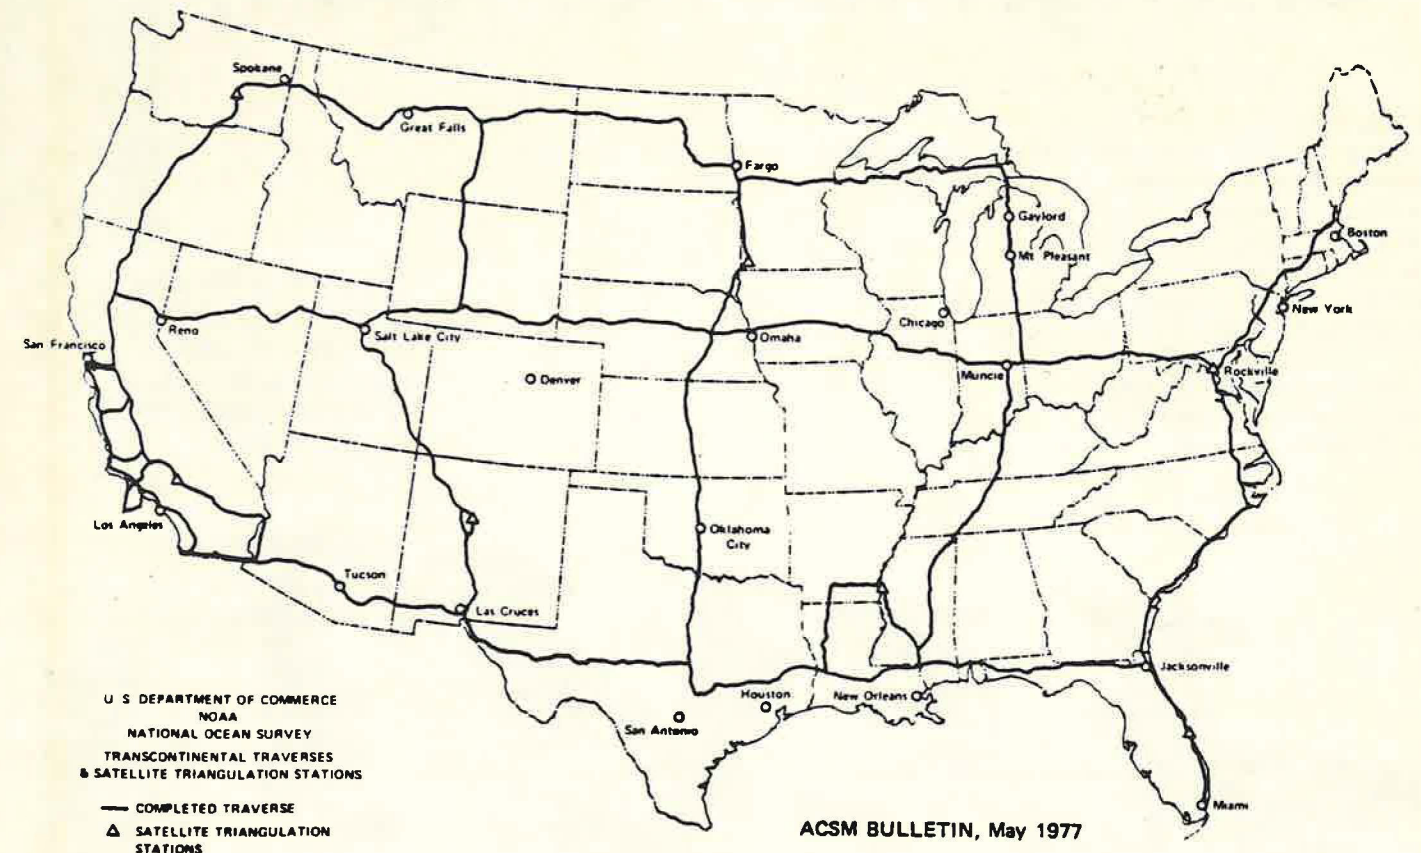 Spokane
Great Falls
Fargo
Gaylord
Mt Pleasant
Boston
New York
Reno
Salt Lake City
Omaha
Chicago
San Francisco
Denver
Muncie
Rockville
Los Angeles
Oklahoma
City
Tucson
Las Cruces
Jacksonville
Houston
New Orleans
San Antonio
Miami
U S DEPARTMENT OF COMMERCE
NOAA
NATIONAL OCEAN SURVEY
TRANSCONTINENTAL TRAVERSES
& SATELLITE TRIANGULATION STATIONS
COMPLETED TRAVERSE
SATELLITE TRIANGULATION
STATIONS
ACSM BULLETIN, May 1977